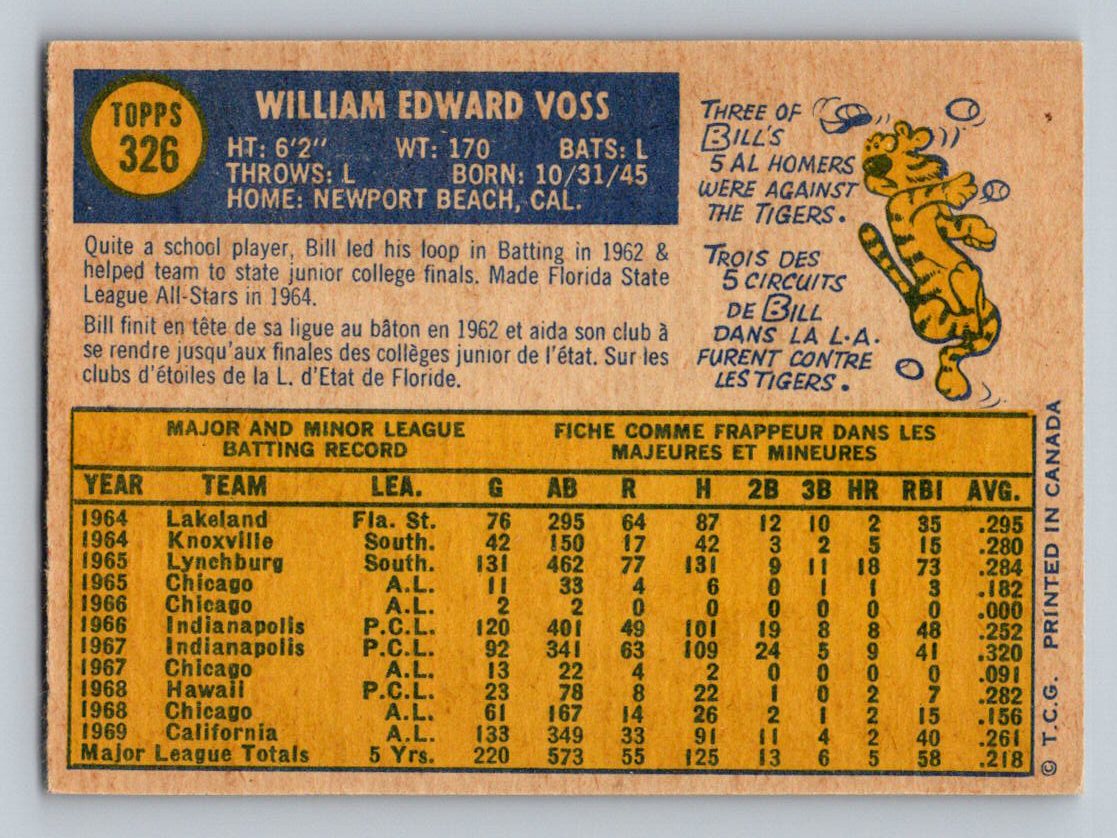 TOPPS
326
WILLIAM EDWARD VOSS
HT: 6'2" WT: 170 BATS: L
THROWS: L BORN: 10/31/45
HOME: NEWPORT BEACH, CAL.
Quite a school player, Bill led his loop in Batting in 1962 &
helped team to state junior college finals. Made Florida State
League All-Stars in 1964.
Bill finit en tête de sa ligue au bâton en 1962 et aida son club à
se rendre jusqu'aux finales des collèges junior de l'état. Sur les
clubs d'étoiles de la L. d'Etat de Floride.
THREE OF
BILL'S
5 AL HOMERS
WERE AGAINST
THE TIGERS.
TROIS DES
5 CIRCUITS
DE BILL
DANS LA L.A.
FURENT CONTRE
LES TIGERS.
MAJOR AND MINOR LEAGUE
BATTING RECORD
FICHE COMME FRAPPEUR DANS LES
MAJEURES ET MINEURES
YEAR TEAM LEA. G AB R H 2B 3B HR RBI AVG.
1964 Lakeland Fla. St. 76 295 64 87 12 10 2 35 .295
1964 Knoxville South. 42 150 17 42 3 2 5 15 .280
1965 Lynchburg South. 131 462 77 131 9 11 18 73 .284
1965 Chicago A.L. 11 33 4 6 0 1 1 3 .182
1966 Chicago A.L. 2 2 0 0 0 0 0 0 .000
1966 Indianapolis P.C.L. 120 401 49 101 19 8 8 48 .252
1967 Indianapolis P.C.L. 92 341 63 109 24 5 9 41 .320
1967 Chicago A.L. 13 22 4 2 0 0 0 0 .091
1968 Hawaii P.C.L. 23 78 8 22 1 0 2 7 .282
1968 Chicago A.L. 61 167 14 26 2 1 2 15 .156
1969 California A.L. 133 349 33 91 11 4 2 40 .261
Major League Totals 5 Yrs. 220 573 55 125 13 6 5 58 .218
© T.C.G. PRINTED IN CANADA